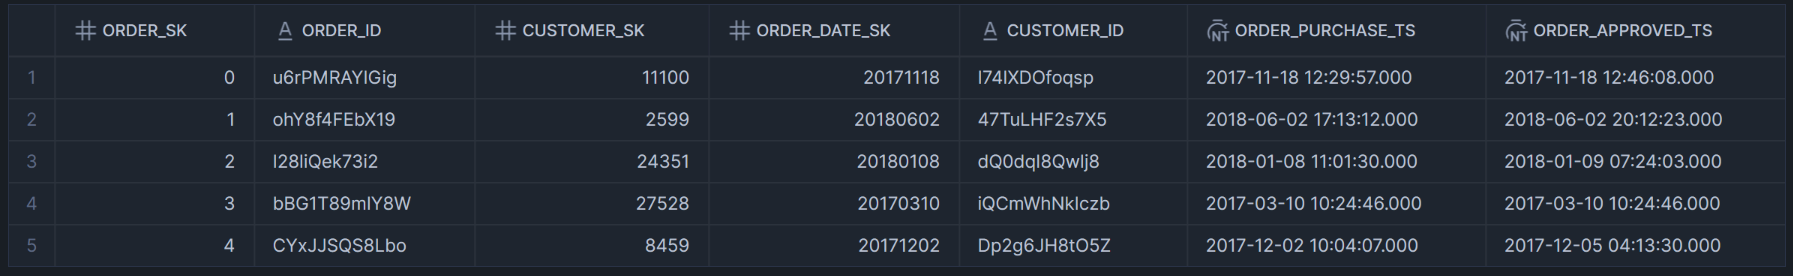 ORDER_SK ORDER_ID CUSTOMER_SK ORDER_DATE_SK CUSTOMER_ID ORDER_PURCHASE_TS ORDER_APPROVED_TS
1 0 u6rPMRAYIGig 11100 20171118 I74IXDOfoqsp 2017-11-18 12:29:57.000 2017-11-18 12:46:08.000
2 1 ohY8f4FEbX19 2599 20180602 47TuLHF2s7X5 2018-06-02 17:13:12.000 2018-06-02 20:12:23.000
3 2 I28liQek73i2 24351 20180108 dQ0dqI8QwIj8 2018-01-08 11:01:30.000 2018-01-09 07:24:03.000
4 3 bBG1T89mIY8W 27528 20170310 iQCmWhNkIczb 2017-03-10 10:24:46.000 2017-03-10 10:24:46.000
5 4 CYxJJSQS8Lbo 8459 20171202 Dp2g6JH8tO5Z 2017-12-02 10:04:07.000 2017-12-05 04:13:30.000